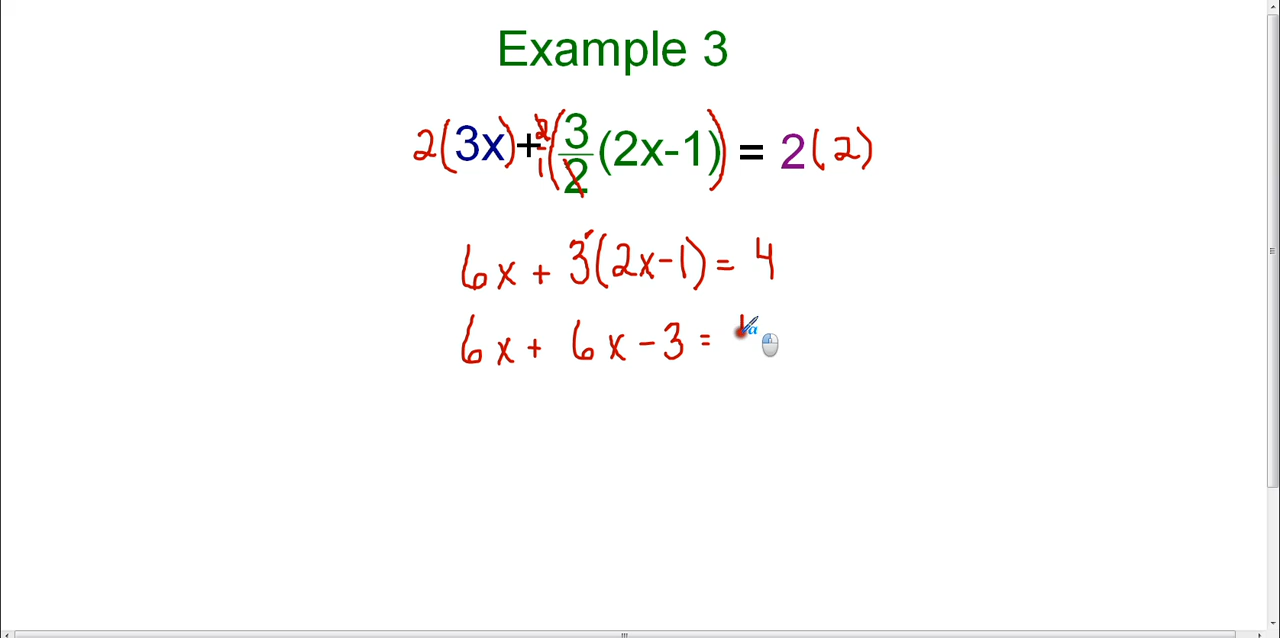 Example 3
2(3x) + 2/1(3/2(2x-1)) = 2(2)
6x + 3(2x-1) = 4
6x + 6x - 3 =